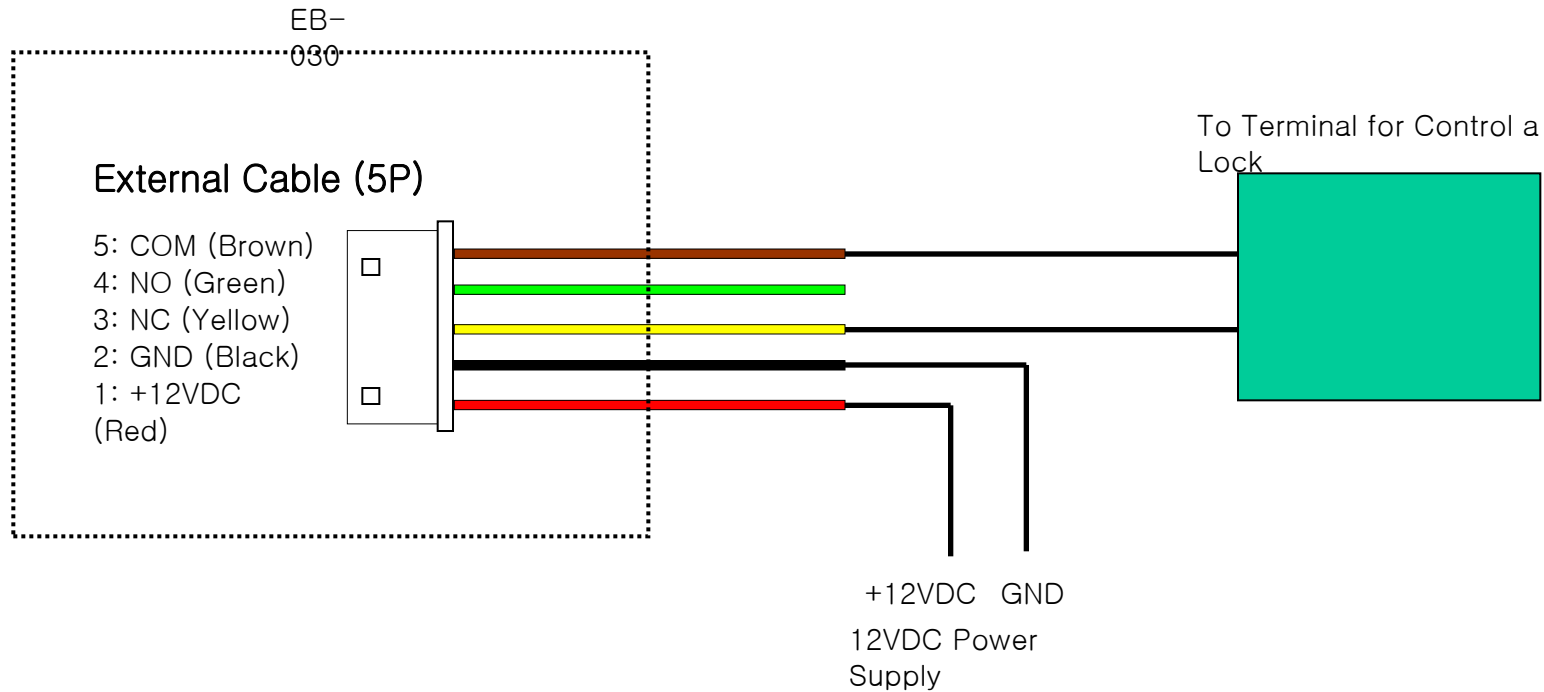 EB-
030
To Terminal for Control a
Lock
External Cable (5P)
5: COM (Brown)
4: NO (Green)
3: NC (Yellow)
2: GND (Black)
1: +12VDC
(Red)
+12VDC GND
12VDC Power
Supply